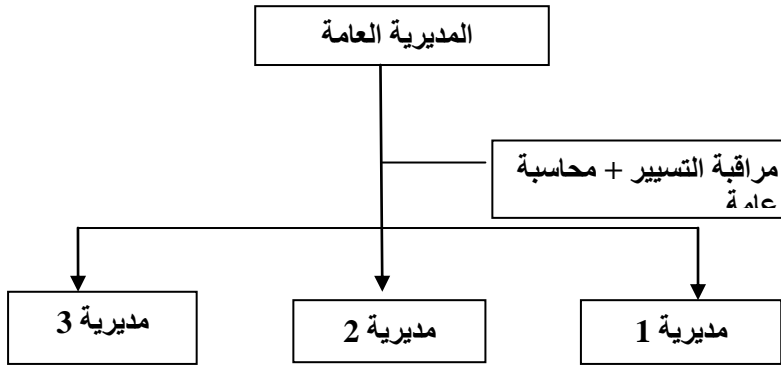 المديرية العامة
مراقبة التسيير + محاسبة
عامة
مديرية 1
مديرية 2
مديرية 3